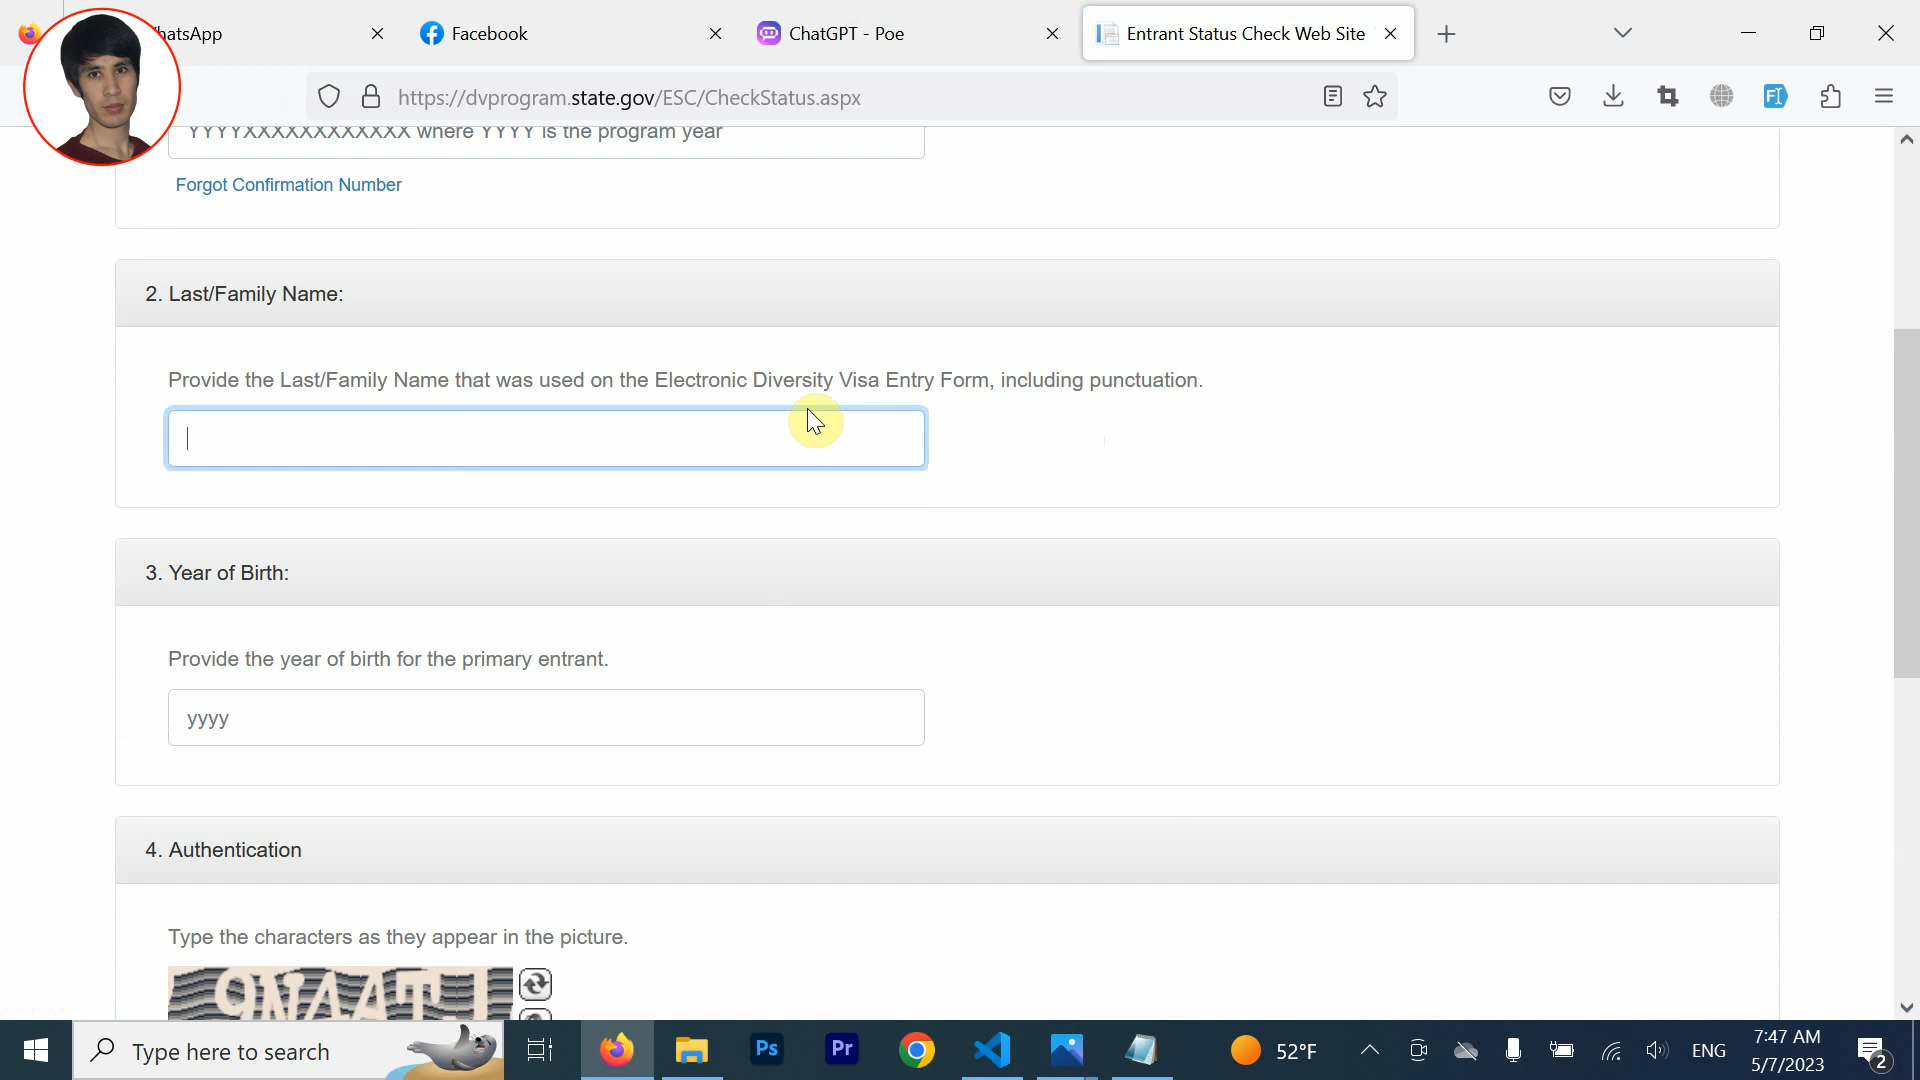 hatsApp
Facebook
ChatGPT - Poe
Entrant Status Check Web Site
https://dvprogram.state.gov/ESC/CheckStatus.aspx
YYYYXXXXXXXXXXXX where YYYY is the program year
Forgot Confirmation Number
2. Last/Family Name:
Provide the Last/Family Name that was used on the Electronic Diversity Visa Entry Form, including punctuation.
3. Year of Birth:
Provide the year of birth for the primary entrant.
yyyy
4. Authentication
Type the characters as they appear in the picture.
Type here to search
Ps
Pr
52°F
ENG
7:47 AM
5/7/2023
2